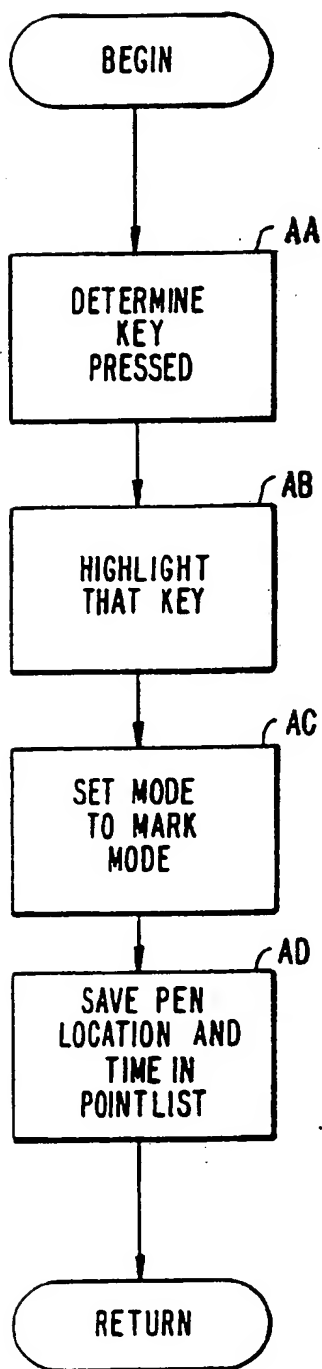 BEGIN
AA
DETERMINE
KEY
PRESSED
AB
HIGHLIGHT
THAT KEY
AC
SET MODE
TO MARK
MODE
AD
SAVE PEN
LOCATION AND
TIME IN
POINTLIST
RETURN